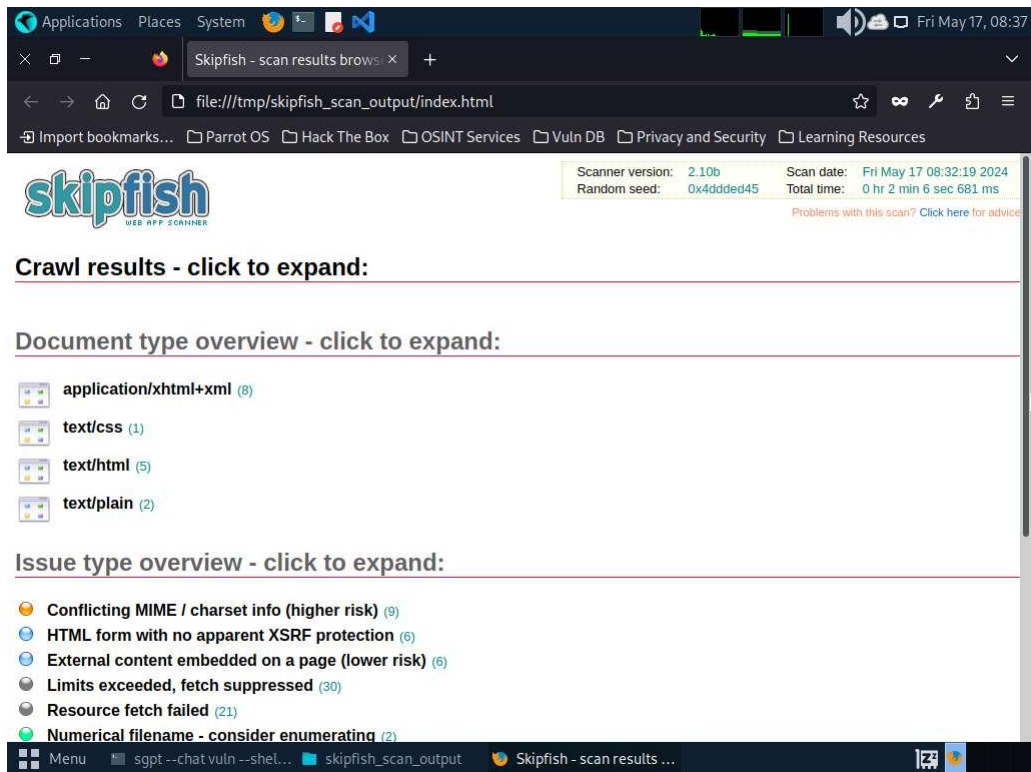 Applications Places System Fri May 17, 08:37
Skipfish - scan results brows
file:///tmp/skipfish_scan_output/index.html
Import bookmarks... Parrot OS Hack The Box OSINT Services Vuln DB Privacy and Security Learning Resources
skipfish
WEB APP SCANNER
Scanner version: 2.10b Scan date: Fri May 17 08:32:19 2024
Random seed: 0x4ddded45 Total time: 0 hr 2 min 6 sec 681 ms
Problems with this scan? Click here for advice
Crawl results - click to expand:
Document type overview - click to expand:
application/xhtml+xml (8)
text/css (1)
text/html (5)
text/plain (2)
Issue type overview - click to expand:
Conflicting MIME / charset info (higher risk) (9)
HTML form with no apparent XSRF protection (6)
External content embedded on a page (lower risk) (6)
Limits exceeded, fetch suppressed (30)
Resource fetch failed (21)
Numerical filename - consider enumerating (2)
Menu sgpt --chat vuln --shel... skipfish_scan_output Skipfish - scan results ...